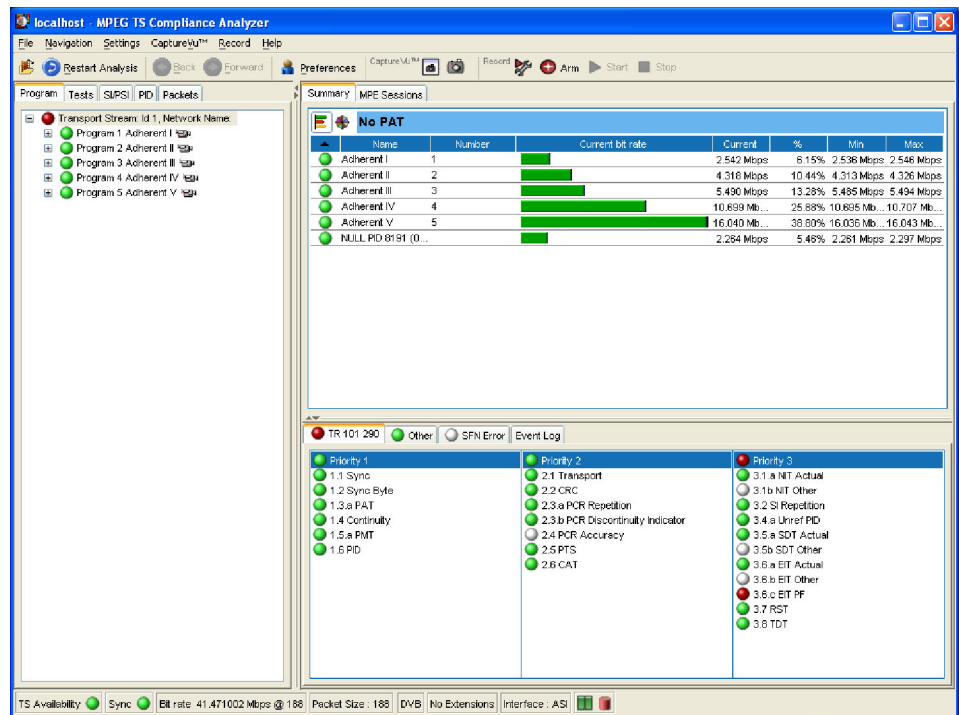 localhost - MPEG TS Compliance Analyzer
File Navigation Settings CaptureVu™ Record Help
Restart Analysis Back Forward Preferences CaptureVu™ Record Arm Start Stop
Program Tests SI/PSI PID Packets
Summary MPE Sessions
Transport Stream: Id 1, Network Name:
Program 1 Adherent I
Program 2 Adherent II
Program 3 Adherent III
Program 4 Adherent IV
Program 5 Adherent V
No PAT
Name Number Current bit rate Current % Min Max
Adherent I 1 2.542 Mbps 6.15% 2.536 Mbps 2.546 Mbps
Adherent II 2 4.318 Mbps 10.44% 4.313 Mbps 4.326 Mbps
Adherent III 3 5.490 Mbps 13.28% 5.485 Mbps 5.494 Mbps
Adherent IV 4 10.699 Mb... 25.88% 10.695 Mb... 10.707 Mb...
Adherent V 5 16.040 Mb... 38.80% 16.036 Mb... 16.043 Mb...
NULL PID 8191 (0... 2.264 Mbps 5.46% 2.261 Mbps 2.297 Mbps
TR 101 290 Other SFN Error Event Log
Priority 1
1.1 Sync
1.2 Sync Byte
1.3.a PAT
1.4 Continuity
1.5.a PMT
1.6 PID
Priority 2
2.1 Transport
2.2 CRC
2.3.a PCR Repetition
2.3.b PCR Discontinuity Indicator
2.4 PCR Accuracy
2.5 PTS
2.6 CAT
Priority 3
3.1.a NIT Actual
3.1b NIT Other
3.2 SI Repetition
3.4.a Unref PID
3.5.a SDT Actual
3.5b SDT Other
3.6.a EIT Actual
3.6.b EIT Other
3.6.c EIT PF
3.7 RST
3.8 TDT
TS Availability Sync Bit rate 41.471002 Mbps @ 188 Packet Size : 188 DVB No Extensions Interface : ASI